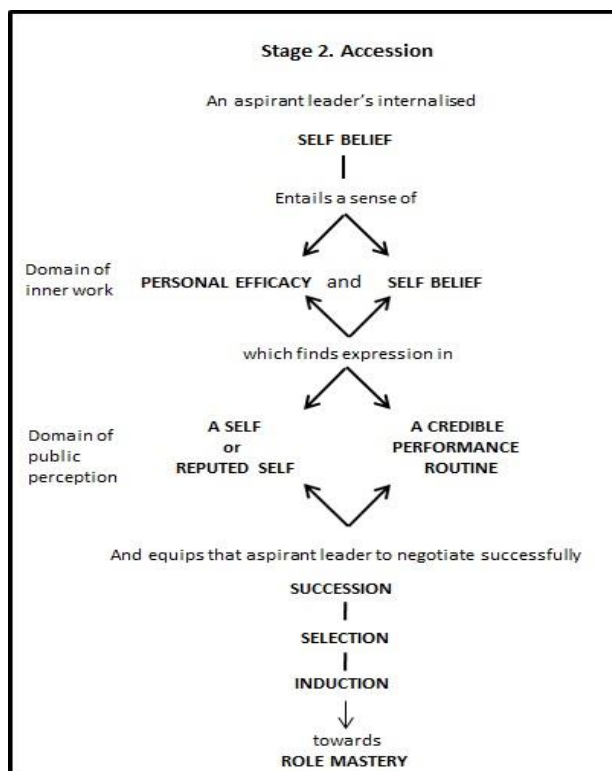 Stage 2. Accession
An aspirant leader's internalised
SELF BELIEF
Entails a sense of
Domain of
inner work
PERSONAL EFFICACY and SELF BELIEF
which finds expression in
Domain of
public
perception
A SELF
or
REPUTED SELF
A CREDIBLE
PERFORMANCE
ROUTINE
And equips that aspirant leader to negotiate successfully
SUCCESSION
SELECTION
INDUCTION
towards
ROLE MASTERY